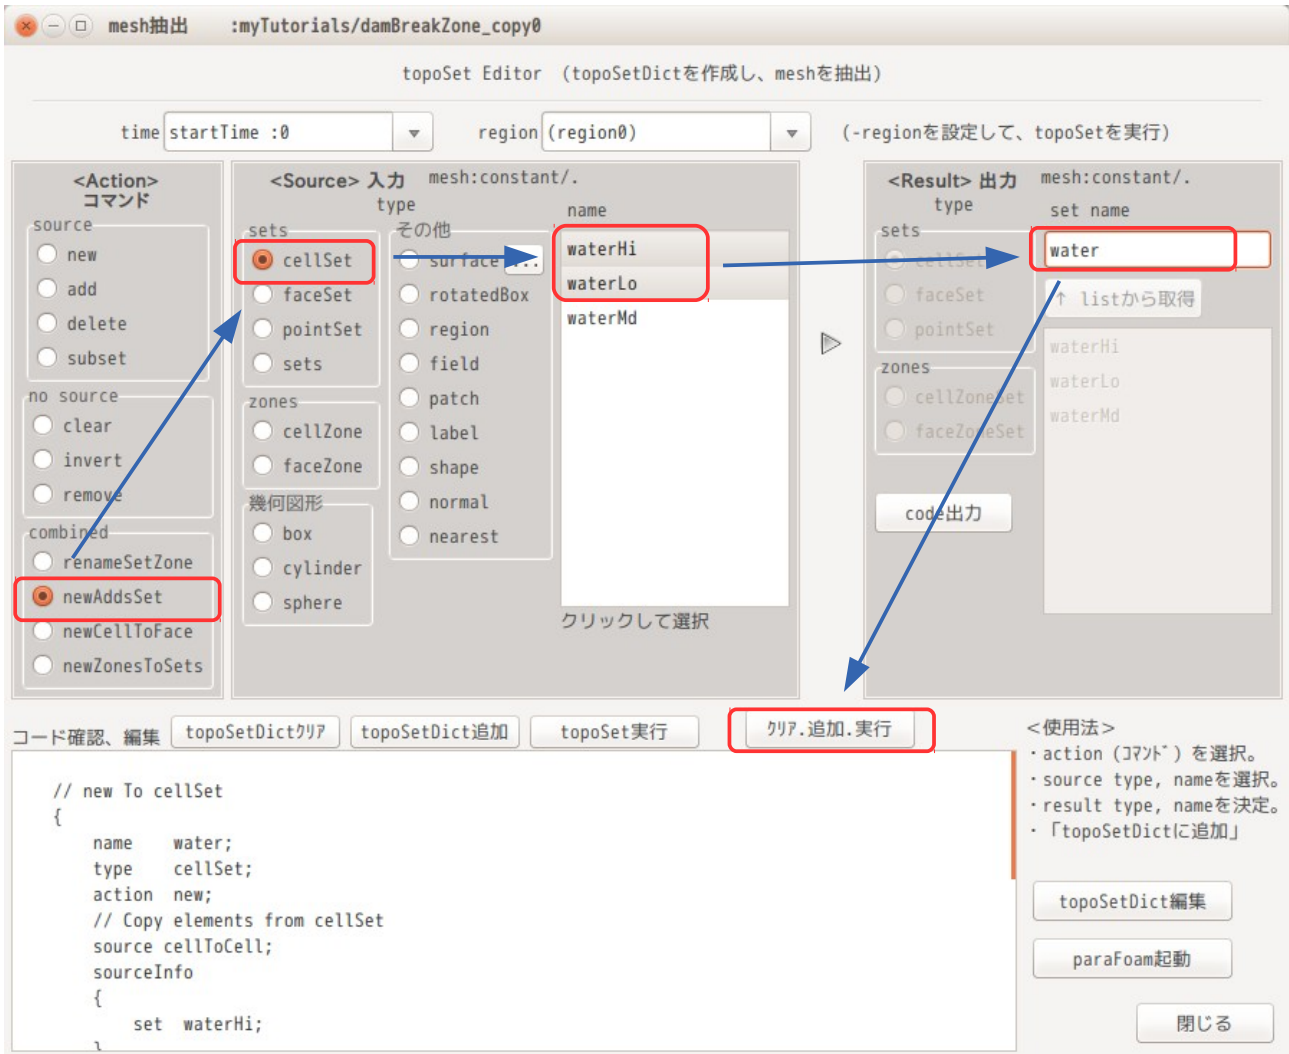 mesh抽出　　:myTutorials/damBreakZone_copy0
topoSet Editor （topoSetDictを作成し、meshを抽出）
time startTime :0 region (region0) (-regionを設定して、topoSetを実行)
<Action>
コマンド
source
new
add
delete
subset
no source
clear
invert
remove
combined
renameSetZone
newAddsSet
newCellToFace
newZonesToSets
<Source> 入力 mesh:constant/.
type
sets
cellSet
faceSet
pointSet
sets
zones
cellZone
faceZone
幾何図形
box
cylinder
sphere
その他
surface ...
rotatedBox
region
field
patch
label
shape
normal
nearest
name
waterHi
waterLo
waterMd
クリックして選択
<Result> 出力 mesh:constant/.
type
sets
cellSet
faceSet
pointSet
zones
cellZoneSet
faceZoneSet
code出力
set name
water
↑ listから取得
waterHi
waterLo
waterMd
コード確認、編集 topoSetDictｸﾘｱ topoSetDict追加 topoSet実行 ｸﾘｱ.追加.実行
// new To cellSet
{
name water;
type cellSet;
action new;
// Copy elements from cellSet
source cellToCell;
sourceInfo
{
set waterHi;
}
<使用法>
・action (ｺﾏﾝﾄﾞ) を選択。
・source type, nameを選択。
・result type, nameを決定。
・「topoSetDictに追加」
topoSetDict編集
paraFoam起動
閉じる